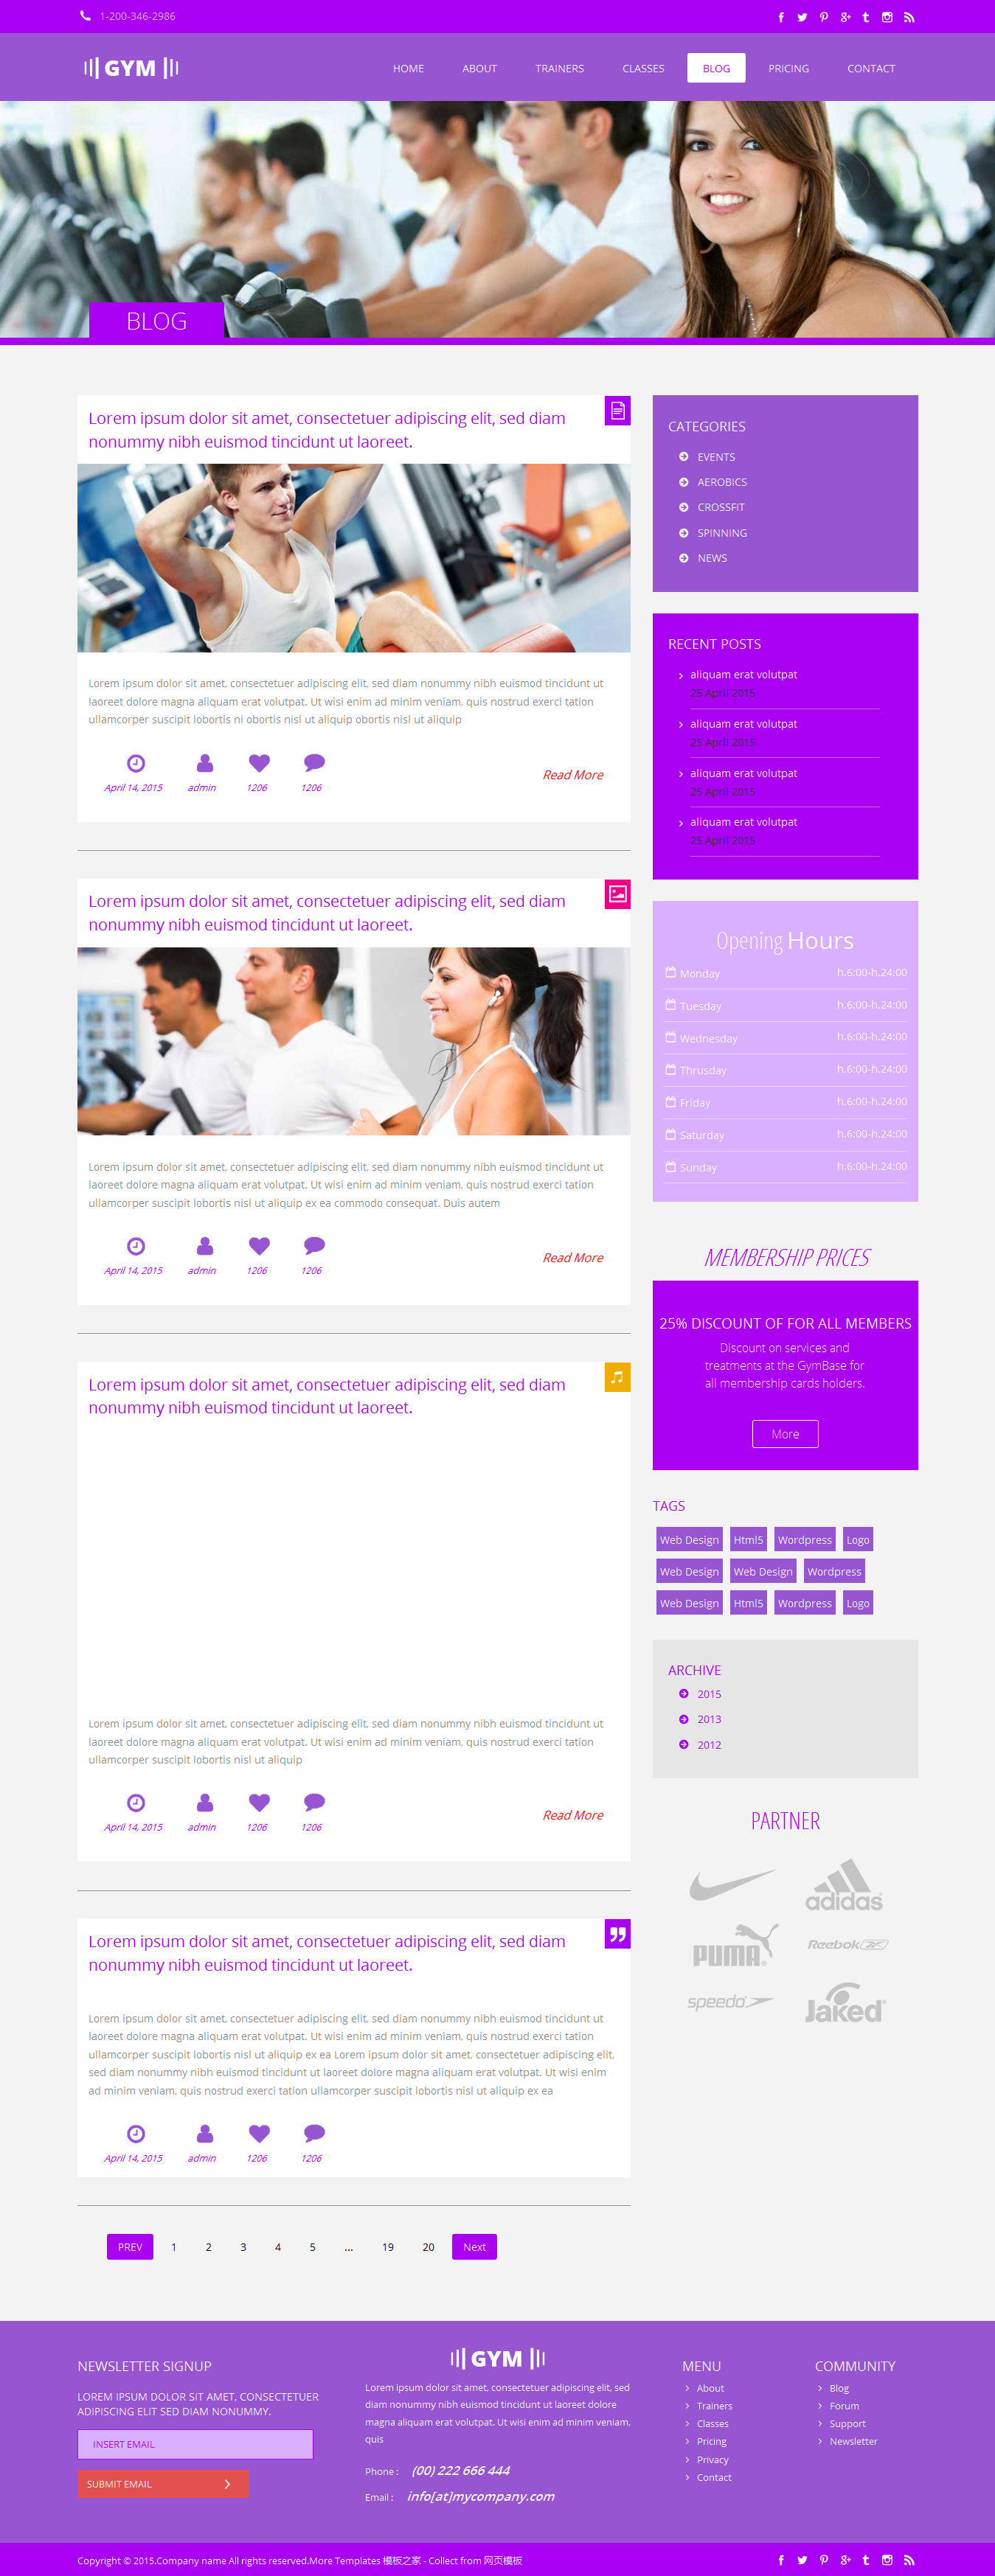 1-200-346-2986
GYM
HOME ABOUT TRAINERS CLASSES BLOG PRICING CONTACT
BLOG
Lorem ipsum dolor sit amet, consectetuer adipiscing elit, sed diam
nonummy nibh euismod tincidunt ut laoreet.
Lorem ipsum dolor sit amet, consectetuer adipiscing elit, sed diam nonummy nibh euismod tincidunt ut
laoreet dolore magna aliquam erat volutpat. Ut wisi enim ad minim veniam, quis nostrud exerci tation
ullamcorper suscipit lobortis ni obortis nisl ut aliquip obortis nisl ut aliquip
April 14, 2015 admin 1206 1206
Read More
Lorem ipsum dolor sit amet, consectetuer adipiscing elit, sed diam
nonummy nibh euismod tincidunt ut laoreet.
Lorem ipsum dolor sit amet, consectetuer adipiscing elit, sed diam nonummy nibh euismod tincidunt ut
laoreet dolore magna aliquam erat volutpat. Ut wisi enim ad minim veniam, quis nostrud exerci tation
ullamcorper suscipit lobortis nisl ut aliquip ex ea commodo consequat. Duis autem
April 14, 2015 admin 1206 1206
Read More
Lorem ipsum dolor sit amet, consectetuer adipiscing elit, sed diam
nonummy nibh euismod tincidunt ut laoreet.
Lorem ipsum dolor sit amet, consectetuer adipiscing elit, sed diam nonummy nibh euismod tincidunt ut
laoreet dolore magna aliquam erat volutpat. Ut wisi enim ad minim veniam, quis nostrud exerci tation
ullamcorper suscipit lobortis nisl ut aliquip
April 14, 2015 admin 1206 1206
Read More
Lorem ipsum dolor sit amet, consectetuer adipiscing elit, sed diam
nonummy nibh euismod tincidunt ut laoreet.
Lorem ipsum dolor sit amet, consectetuer adipiscing elit, sed diam nonummy nibh euismod tincidunt ut
laoreet dolore magna aliquam erat volutpat. Ut wisi enim ad minim veniam, quis nostrud exerci tation
ullamcorper suscipit lobortis nisl ut aliquip ex ea Lorem ipsum dolor sit amet, consectetuer adipiscing elit,
sed diam nonummy nibh euismod tincidunt ut laoreet dolore magna aliquam erat volutpat. Ut wisi enim
ad minim veniam, quis nostrud exerci tation ullamcorper suscipit lobortis nisl ut aliquip ex ea
April 14, 2015 admin 1206 1206
PREV 1 2 3 4 5 ... 19 20 Next
CATEGORIES
EVENTS
AEROBICS
CROSSFIT
SPINNING
NEWS
RECENT POSTS
aliquam erat volutpat
25 April 2015
aliquam erat volutpat
25 April 2015
aliquam erat volutpat
25 April 2015
aliquam erat volutpat
25 April 2015
Opening Hours
Monday h.6:00-h.24:00
Tuesday h.6:00-h.24:00
Wednesday h.6:00-h.24:00
Thrusday h.6:00-h.24:00
Friday h.6:00-h.24:00
Saturday h.6:00-h.24:00
Sunday h.6:00-h.24:00
MEMBERSHIP PRICES
25% DISCOUNT OF FOR ALL MEMBERS
Discount on services and
treatments at the GymBase for
all membership cards holders.
More
TAGS
Web Design Html5 Wordpress Logo
Web Design Web Design Wordpress
Web Design Html5 Wordpress Logo
ARCHIVE
2015
2013
2012
PARTNER
adidas
PUMA Reebok
speedo Jaked
NEWSLETTER SIGNUP
LOREM IPSUM DOLOR SIT AMET, CONSECTETUER
ADIPISCING ELIT SED DIAM NONUMMY.
INSERT EMAIL
SUBMIT EMAIL
GYM
Lorem ipsum dolor sit amet, consectetuer adipiscing elit, sed
diam nonummy nibh euismod tincidunt ut laoreet dolore
magna aliquam erat volutpat. Ut wisi enim ad minim veniam,
quis
Phone : (00) 222 666 444
Email : info[at]mycompany.com
MENU
About
Trainers
Classes
Pricing
Privacy
Contact
COMMUNITY
Blog
Forum
Support
Newsletter
Copyright © 2015.Company name All rights reserved.More Templates 模板之家 - Collect from 网页模板